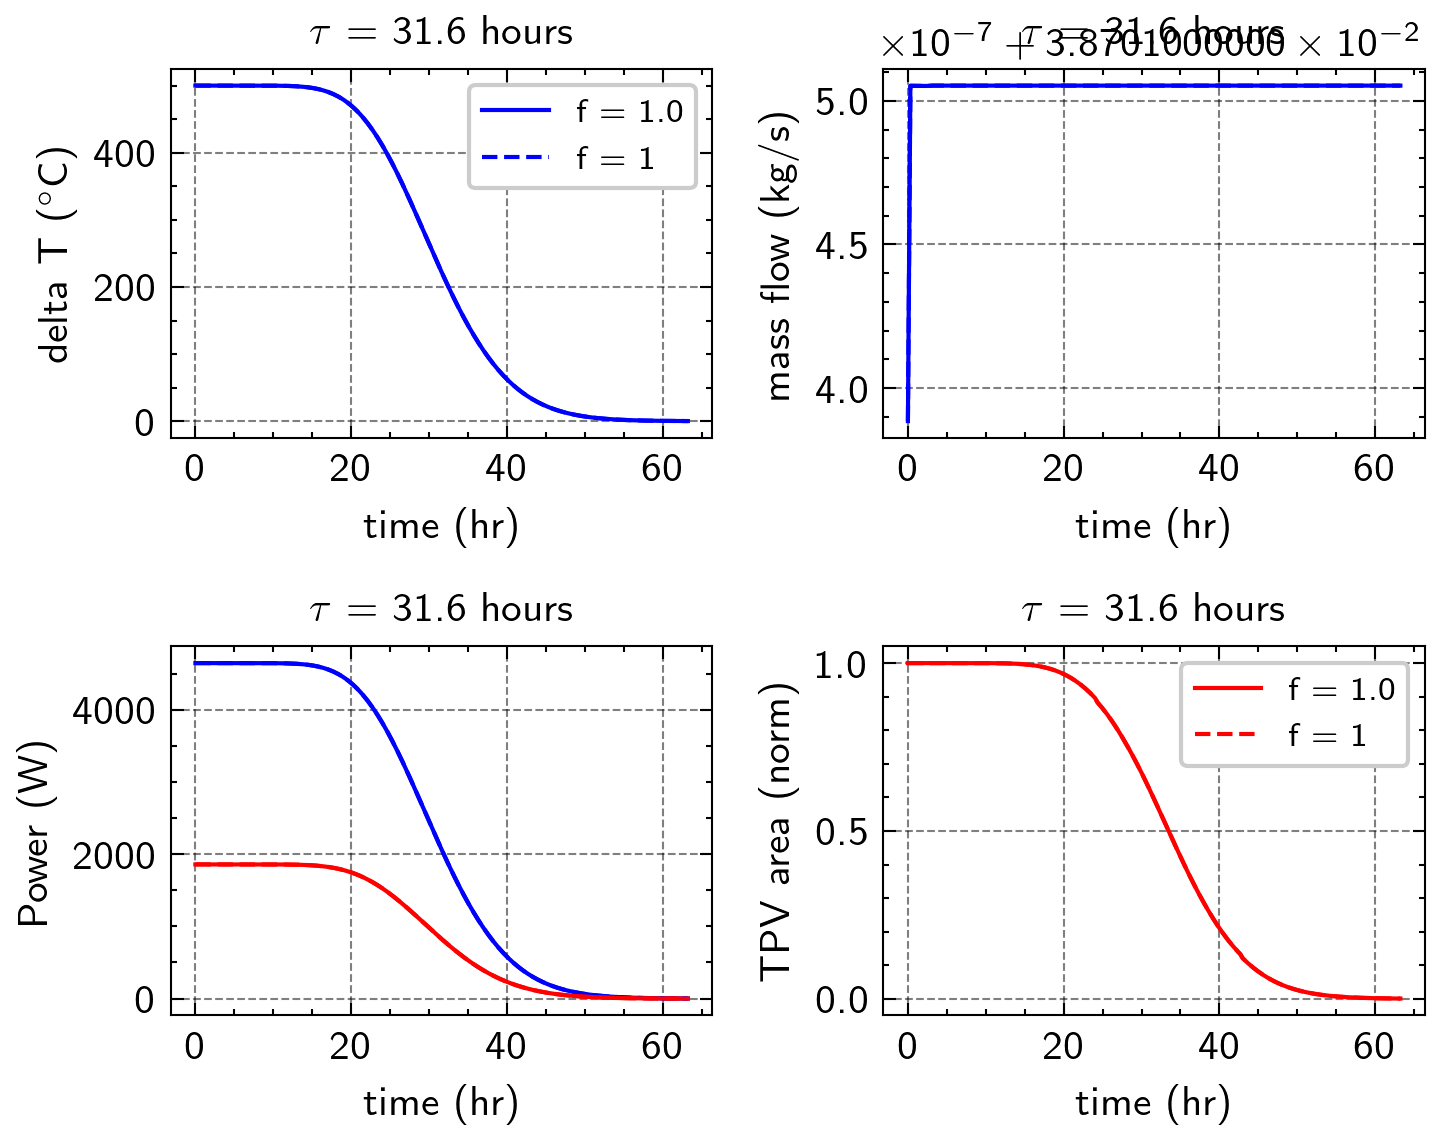 τ = 31.6 hours
delta T (°C)
400
200
0
f = 1.0
f = 1
0 20 40 60
time (hr)
τ = 31.6 hours
×10⁻⁷ + 3.8701000000 × 10⁻²
mass flow (kg/s)
5.0
4.5
4.0
0 20 40 60
time (hr)
τ = 31.6 hours
Power (W)
4000
2000
0
0 20 40 60
time (hr)
τ = 31.6 hours
TPV area (norm)
1.0
0.5
0.0
f = 1.0
f = 1
0 20 40 60
time (hr)